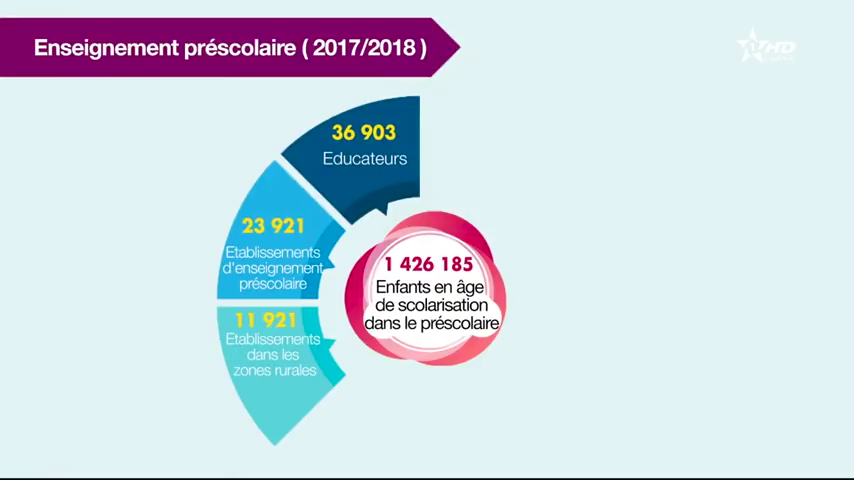 Enseignement préscolaire ( 2017/2018 )
HD
36 903
Educateurs
23 921
Etablissements
d'enseignement
préscolaire
11 921
Etablissements
dans les
zones rurales
1 426 185
Enfants en âge
de scolarisation
dans le préscolaire